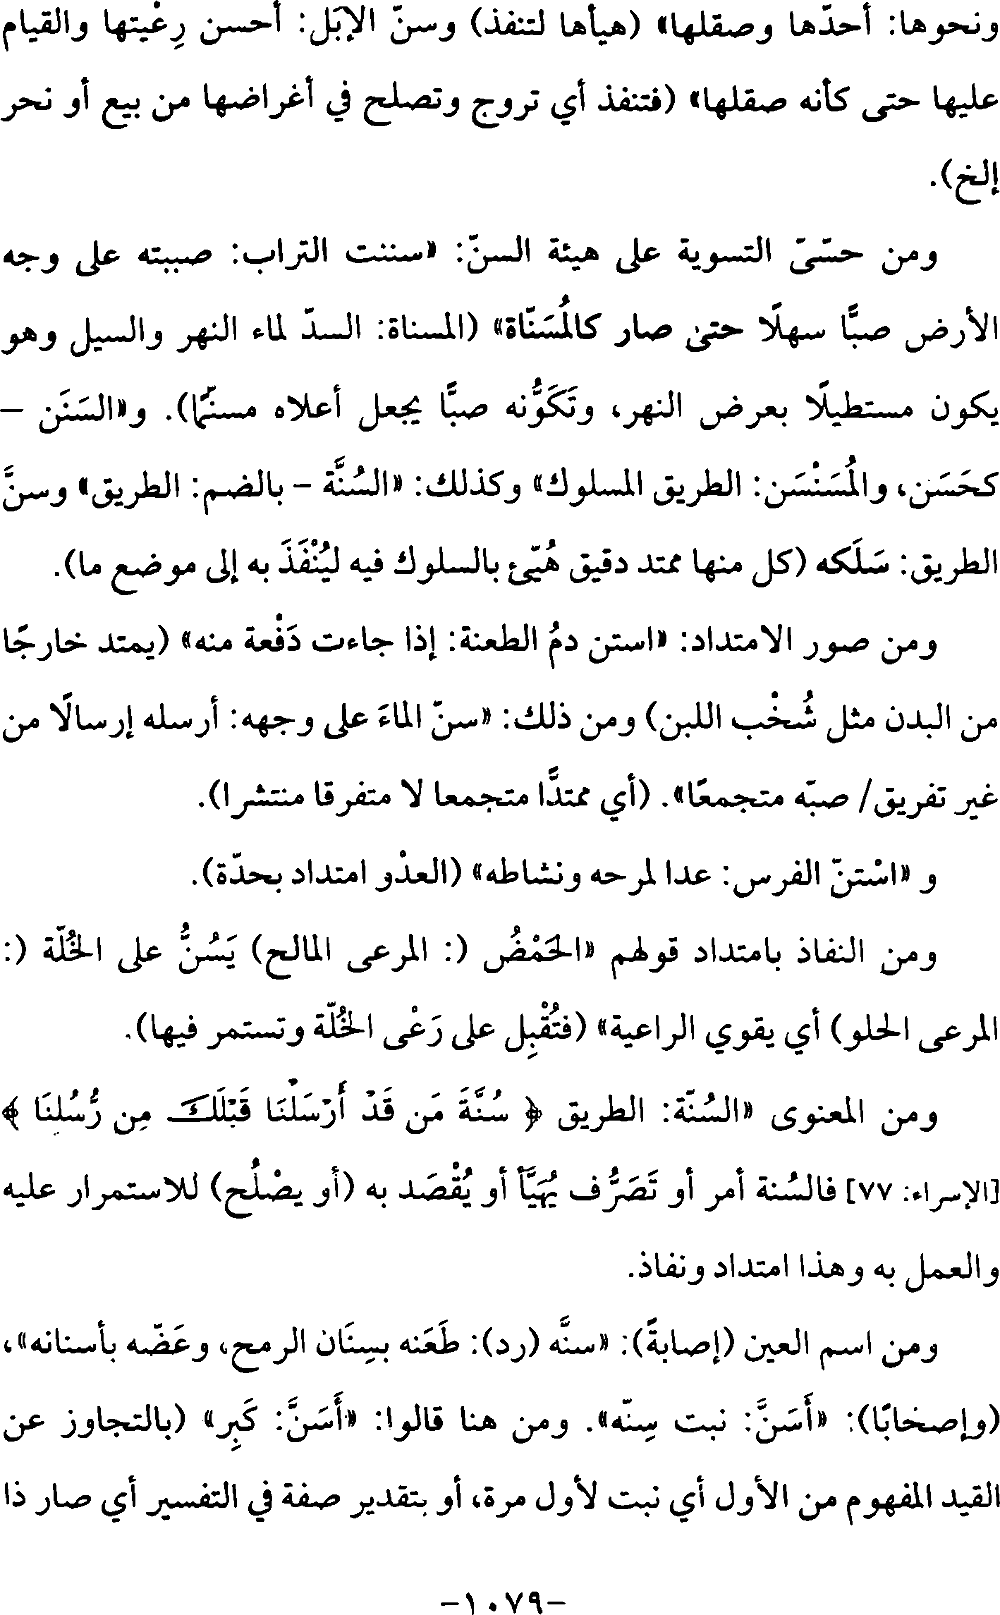 ونحوها: أحدّها وصقلها» (هيأها لتنفذ) وسنّ الإبَل: أحسن رِعْيتها والقيام
عليها حتى كأنه صقلها» (فتنفذ أي تروج وتصلح في أغراضها من بيع أو نحر
إلخ).
ومن حسّىّ التسوية على هيئة السنّ: «سننت التراب: صببته على وجه
الأرض صبًّا سهلًا حتىٰ صار كالمُسَنّاة» (المسناة: السدّ لماء النهر والسيل وهو
يكون مستطيلًا بعرض النهر، وتَكَوُّنه صبًّا يجعل أعلاه مسنَّمًا). و«السَنَن –
كحَسَن، والمُسَنْسَن: الطريق المسلوك» وكذلك: «السُنَّة – بالضم: الطريق» وسنَّ
الطريق: سَلَكه (كل منها ممتد دقيق هُيّئ بالسلوك فيه ليُنْفَذَ به إلى موضع ما).
ومن صور الامتداد: «استن دمُ الطعنة: إذا جاءت دَفْعة منه» (يمتد خارجًا
من البدن مثل شُخْب اللبن) ومن ذلك: «سنّ الماءَ على وجهه: أرسله إرسالًا من
غير تفريق/ صبّه متجمعًا». (أي ممتدًّا متجمعا لا متفرقا منتشرا).
و «اسْتنّ الفرس: عدا لمرحه ونشاطه» (العدْو امتداد بحدّة).
ومن النفاذ بامتداد قولهم «الحَمْضُ (: المرعى المالح) يَسُنُّ على الخُلّة (:
المرعى الحلو) أي يقوي الراعية» (فتُقْبِل على رَعْى الخُلّة وتستمر فيها).
ومن المعنوى «السُنّة: الطريق ﴿ سُنَّةَ مَن قَدْ أَرْسَلْنَا قَبْلَكَ مِن رُّسُلِنَا ﴾
[الإسراء: ٧٧] فالسُنة أمر أو تَصَرُّف يُهَيَّأ أو يُقْصَد به (أو يصْلُح) للاستمرار عليه
والعمل به وهذا امتداد ونفاذ.
ومن اسم العين (إصابةً): «سنَّه (رد): طَعَنه بسِنَان الرمح، وعَضّه بأسنانه»،
(وإصخابًا): «أَسَنَّ: نبت سِنّه». ومن هنا قالوا: «أَسَنَّ: كَبِر» (بالتجاوز عن
القيد المفهوم من الأول أي نبت لأول مرة، أو بتقدير صفة في التفسير أي صار ذا
-١٠٧٩-